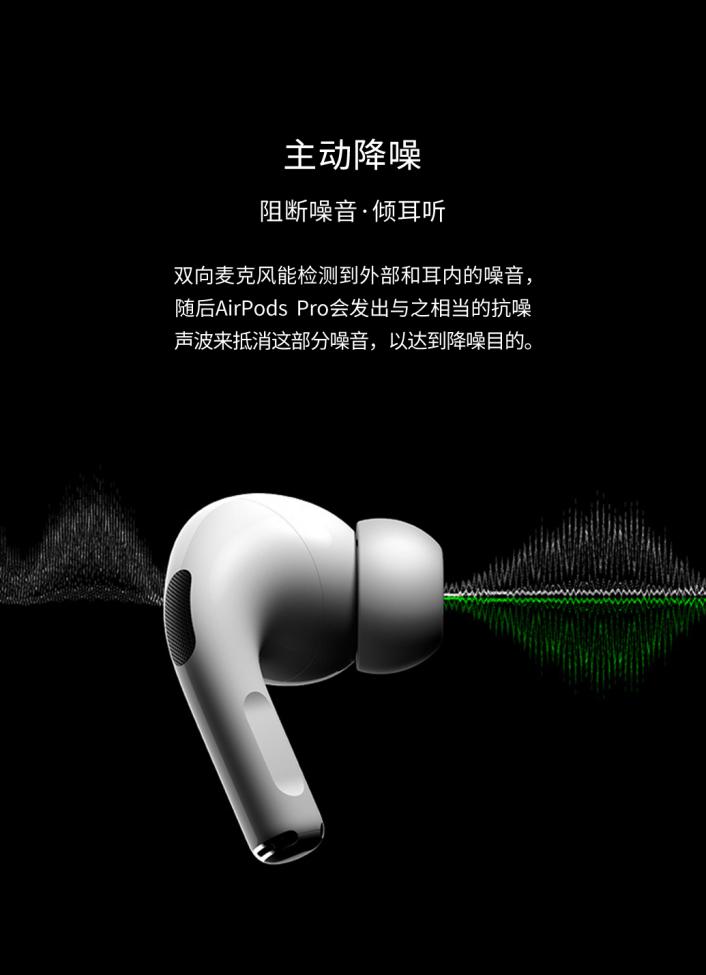 主动降噪
阻断噪音·倾耳听
双向麦克风能检测到外部和耳内的噪音，
随后AirPods Pro会发出与之相当的抗噪
声波来抵消这部分噪音，以达到降噪目的。